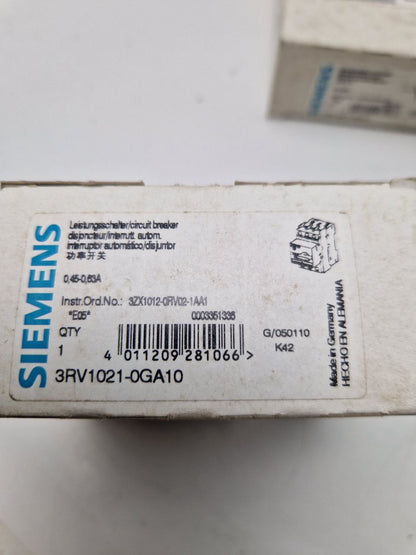 SIEMENS
SIEMENS
Leistungsschalter/circuit breaker
disjoncteur/interrutt. autom.
interruptor automático/disjuntor
功率开关
0,45-0,63A
Instr.Ord.No.: 3ZX1012-0RV02-1AA1
*E05* 0003351336
QTY G/050110
1 4 011209 281066> K42
3RV1021-0GA10
Made in Germany
HECHO EN ALEMANIA